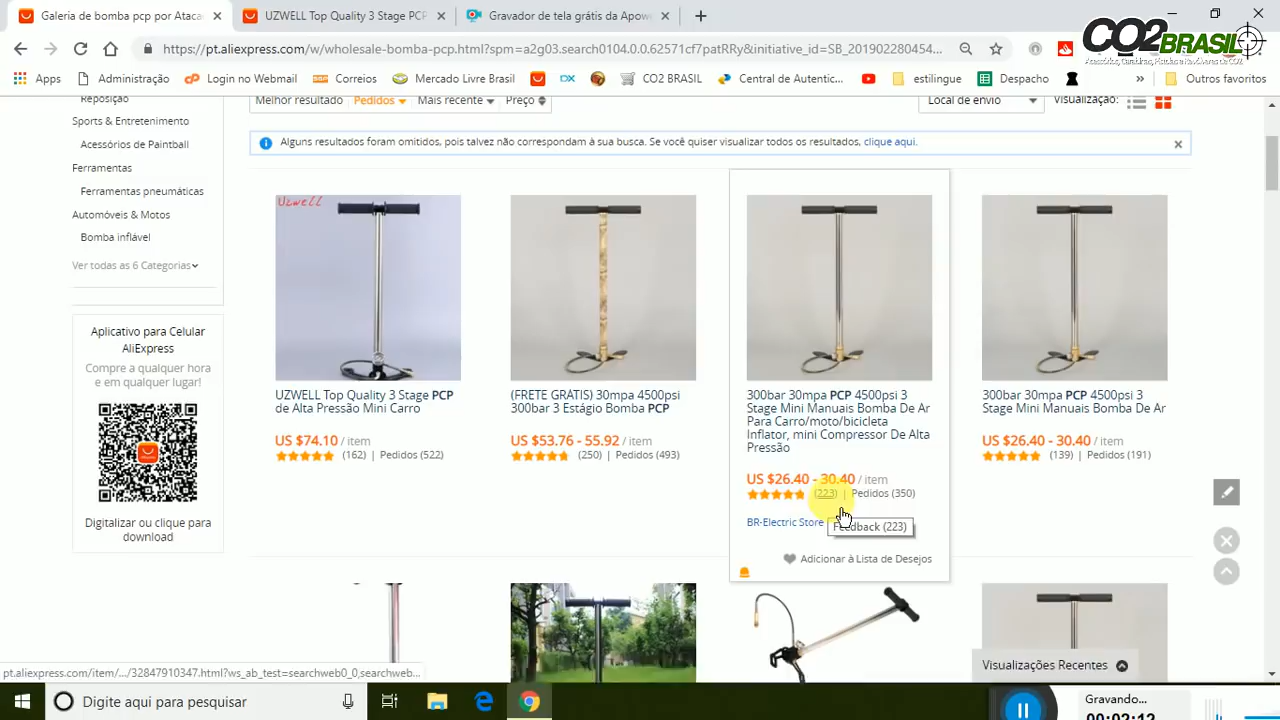 Galeria de bomba pcp por Ataca
UZWELL Top Quality 3 Stage PCP
Gravador de tela grátis da Apowe
https://pt.aliexpress.com/w/wholesale-bomba-pcp.html?spm=a2g03.search0104.0.0.62571cf7patRRy&initiative_id=SB_201902280454...
CO2BRASIL
Apps
Administração
Login no Webmail
Correios
Mercado Livre Brasil
DX
CO2 BRASIL
Central de Autentic...
estilingue
Despacho
»
Outros favoritos
Reposição
Sports & Entretenimento
Acessórios de Paintball
Ferramentas
Ferramentas pneumáticas
Automóviles & Motos
Bomba inflável
Ver todas as 6 Categorias
Melhor resultado
Pedidos
Mais recente
Preço
Local de envio
Visualização:
Alguns resultados foram omitidos, pois talvez não correspondam à sua busca. Se você quiser visualizar todos os resultados, clique aqui.
Aplicativo para Celular
AliExpress
Compre a qualquer hora
e em qualquer lugar!
Digitalizar ou clique para
download
Uzwell
UZWELL Top Quality 3 Stage PCP
de Alta Pressão Mini Carro
US $74.10 / item
(162) | Pedidos (522)
(FRETE GRATIS) 30mpa 4500psi
300bar 3 Estágio Bomba PCP
US $53.76 - 55.92 / item
(250) | Pedidos (493)
300bar 30mpa PCP 4500psi 3
Stage Mini Manuais Bomba De Ar
Para Carro/moto/bicicleta
Inflator, mini Compressor De Alta
Pressão
US $26.40 - 30.40 / item
(223) | Pedidos (350)
BR-Electric Store
Feedback (223)
Adicionar à Lista de Desejos
300bar 30mpa PCP 4500psi 3
Stage Mini Manuais Bomba De Ar
US $26.40 - 30.40 / item
(139) | Pedidos (191)
Visualizações Recentes
pt.aliexpress.com/item/.../32847910347.html?ws_ab_test=searchweb0_0,searchweb...
Digite aqui para pesquisar
Gravando...
00:02:12